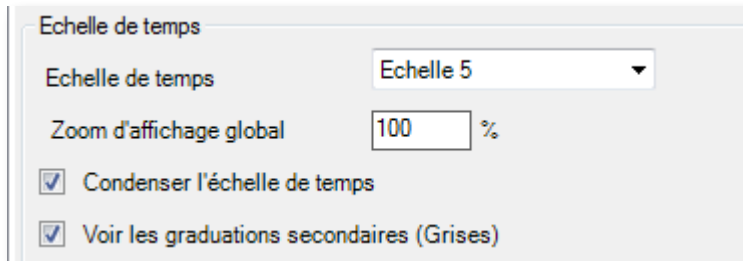 Echelle de temps
Echelle de temps Echelle 5
Zoom d'affichage global 100 %
Condenser l'échelle de temps
Voir les graduations secondaires (Grises)